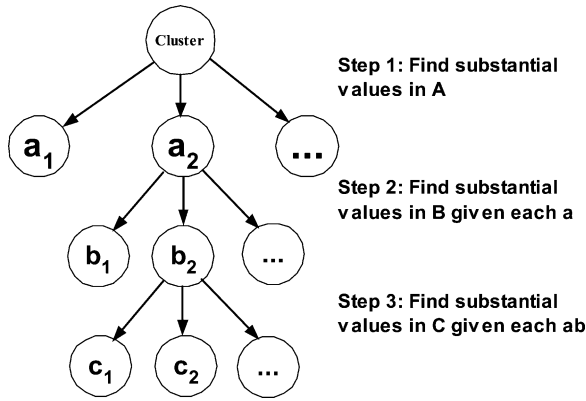 Cluster
Step 1: Find substantial
values in A
a1 a2 ...
Step 2: Find substantial
values in B given each a
b1 b2 ...
Step 3: Find substantial
values in C given each ab
c1 c2 ...